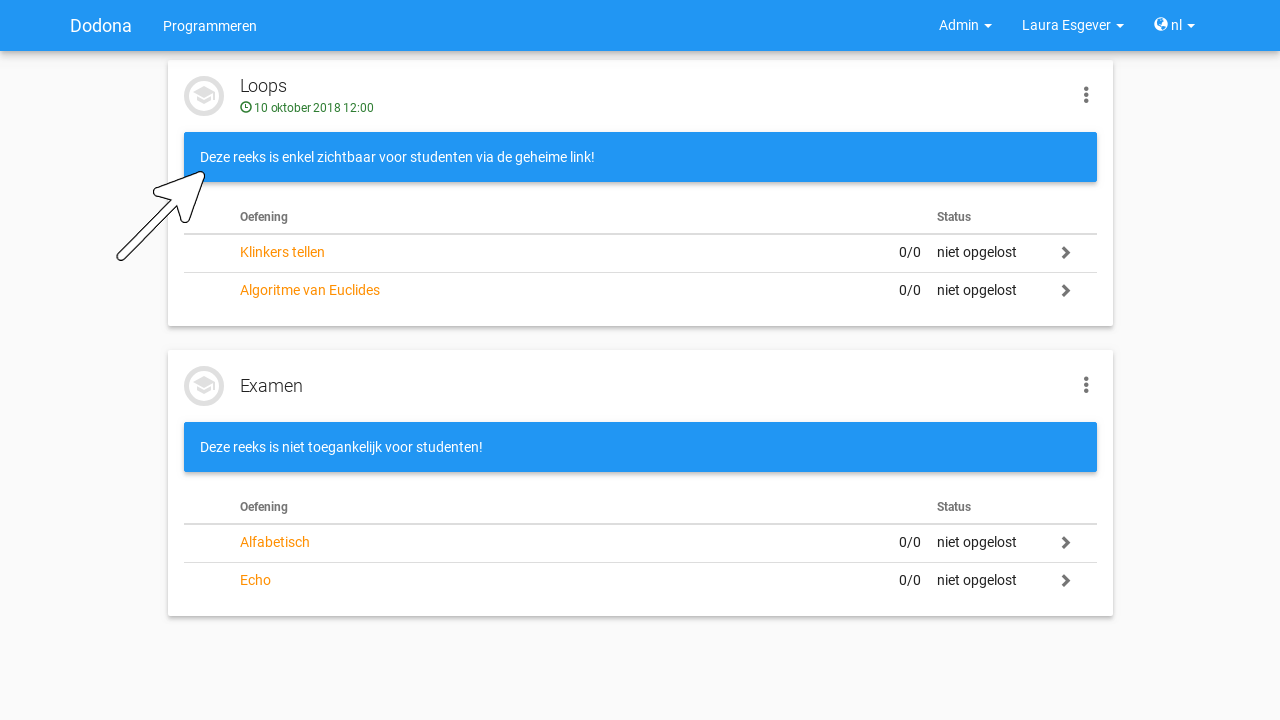 Dodona Programmeren Admin Laura Esgever nl
Loops
10 oktober 2018 12:00
Deze reeks is enkel zichtbaar voor studenten via de geheime link!
Oefening Status
Klinkers tellen 0/0 niet opgelost
Algoritme van Euclides 0/0 niet opgelost
Examen
Deze reeks is niet toegankelijk voor studenten!
Oefening Status
Alfabetisch 0/0 niet opgelost
Echo 0/0 niet opgelost